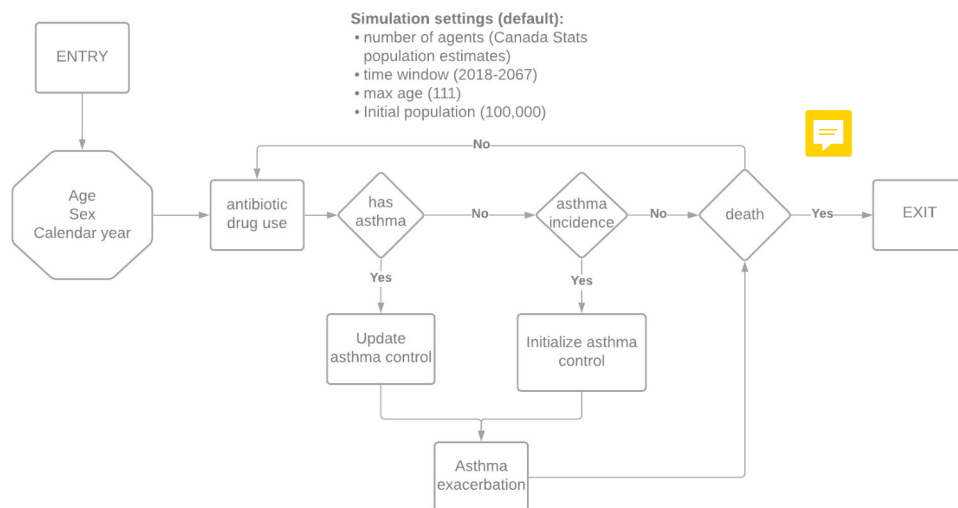 Simulation settings (default):
• number of agents (Canada Stats
population estimates)
• time window (2018-2067)
• max age (111)
• Initial population (100,000)
ENTRY
No
Age
Sex
Calendar year
antibiotic
drug use
has
asthma
No
asthma
incidence
No
death
Yes
EXIT
Yes
Yes
Update
asthma control
Initialize asthma
control
Asthma
exacerbation